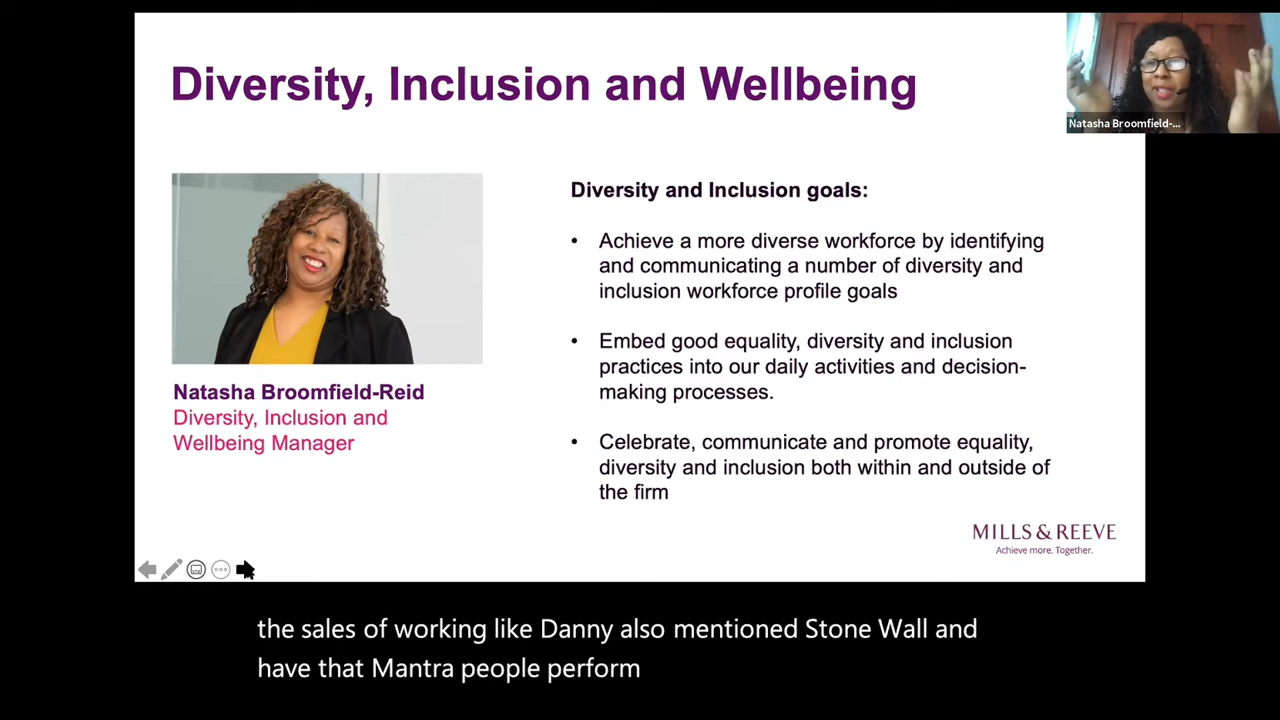 Diversity, Inclusion and Wellbeing
Natasha Broomfield-...
Natasha Broomfield-Reid
Diversity, Inclusion and
Wellbeing Manager
Diversity and Inclusion goals:
• Achieve a more diverse workforce by identifying
and communicating a number of diversity and
inclusion workforce profile goals
• Embed good equality, diversity and inclusion
practices into our daily activities and decision-
making processes.
• Celebrate, communicate and promote equality,
diversity and inclusion both within and outside of
the firm
MILLS & REEVE
Achieve more. Together.
the sales of working like Danny also mentioned Stone Wall and
have that Mantra people perform